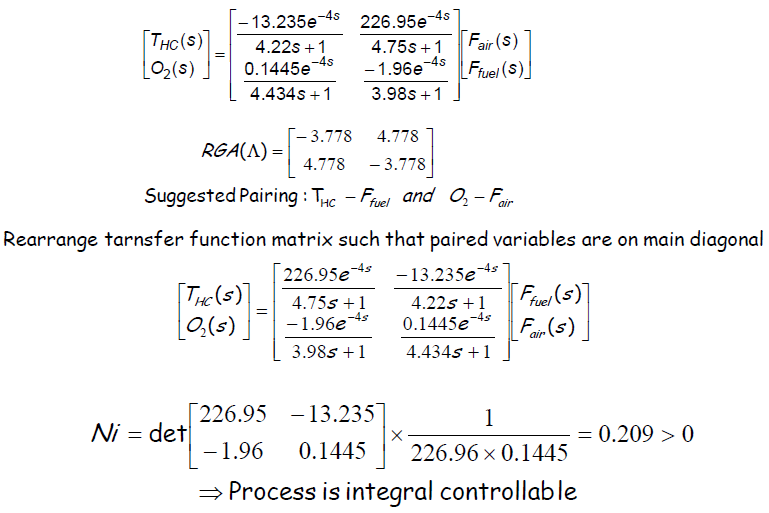 [T_HC(s) O_2(s)] = [-13.235e^{-4s}/(4.22s + 1) 226.95e^{-4s}/(4.75s + 1); 0.1445e^{-4s}/(4.434s + 1) -1.96e^{-4s}/(3.98s + 1)] [F_air(s) F_fuel(s)]
RGA(Λ) = [-3.778 4.778; 4.778 -3.778]
Suggested Pairing : T_HC - F_fuel and O_2 - F_air
Rearrange tarnsfer function matrix such that paired variables are on main diagonal
[T_HC(s) O_2(s)] = [226.95e^{-4s}/(4.75s + 1) -13.235e^{-4s}/(4.22s + 1); -1.96e^{-4s}/(3.98s + 1) 0.1445e^{-4s}/(4.434s + 1)] [F_fuel(s) F_air(s)]
Ni = det[226.95 -13.235; -1.96 0.1445] × 1/(226.96 × 0.1445) = 0.209 > 0
⇒ Process is integral controllable